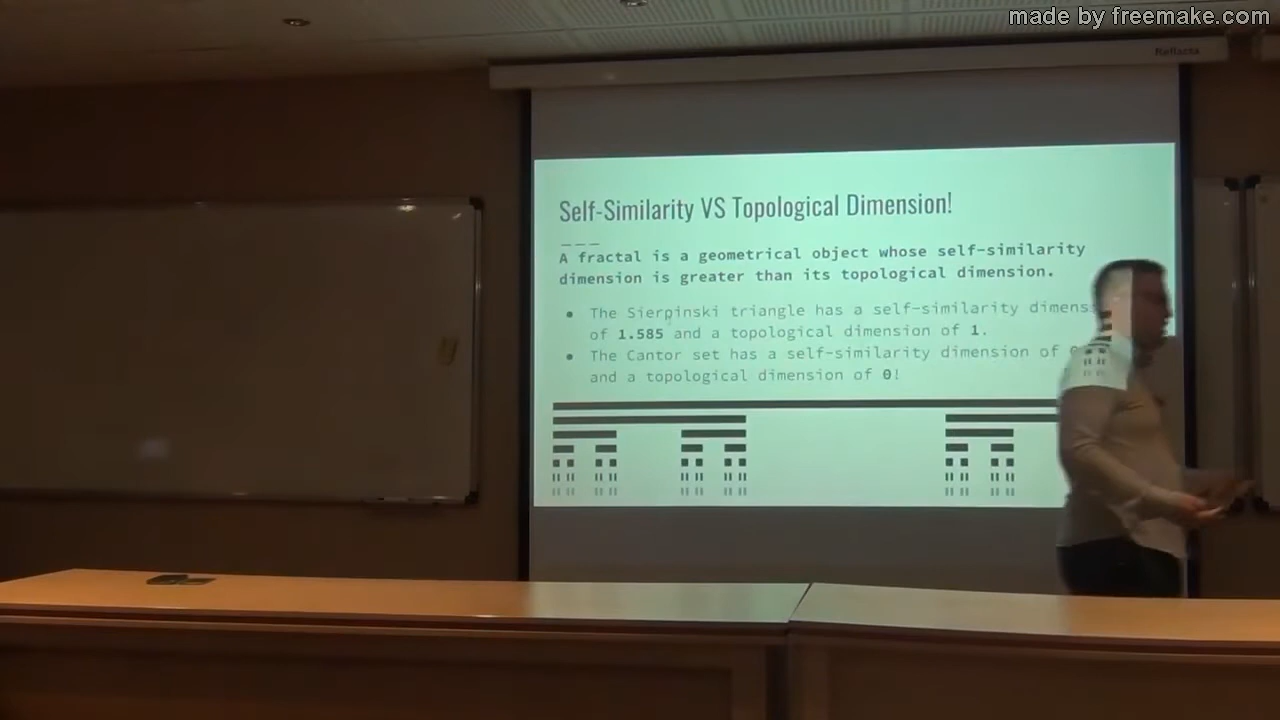 made by freemake.com
Reflecta
Self-Similarity VS Topological Dimension!
A fractal is a geometrical object whose self-similarity
dimension is greater than its topological dimension.
The Sierpinski triangle has a self-similarity
of 1.585 and a topological dimension of 1.
The Cantor set has a self-similarity dimension of
and a topological dimension of 0!